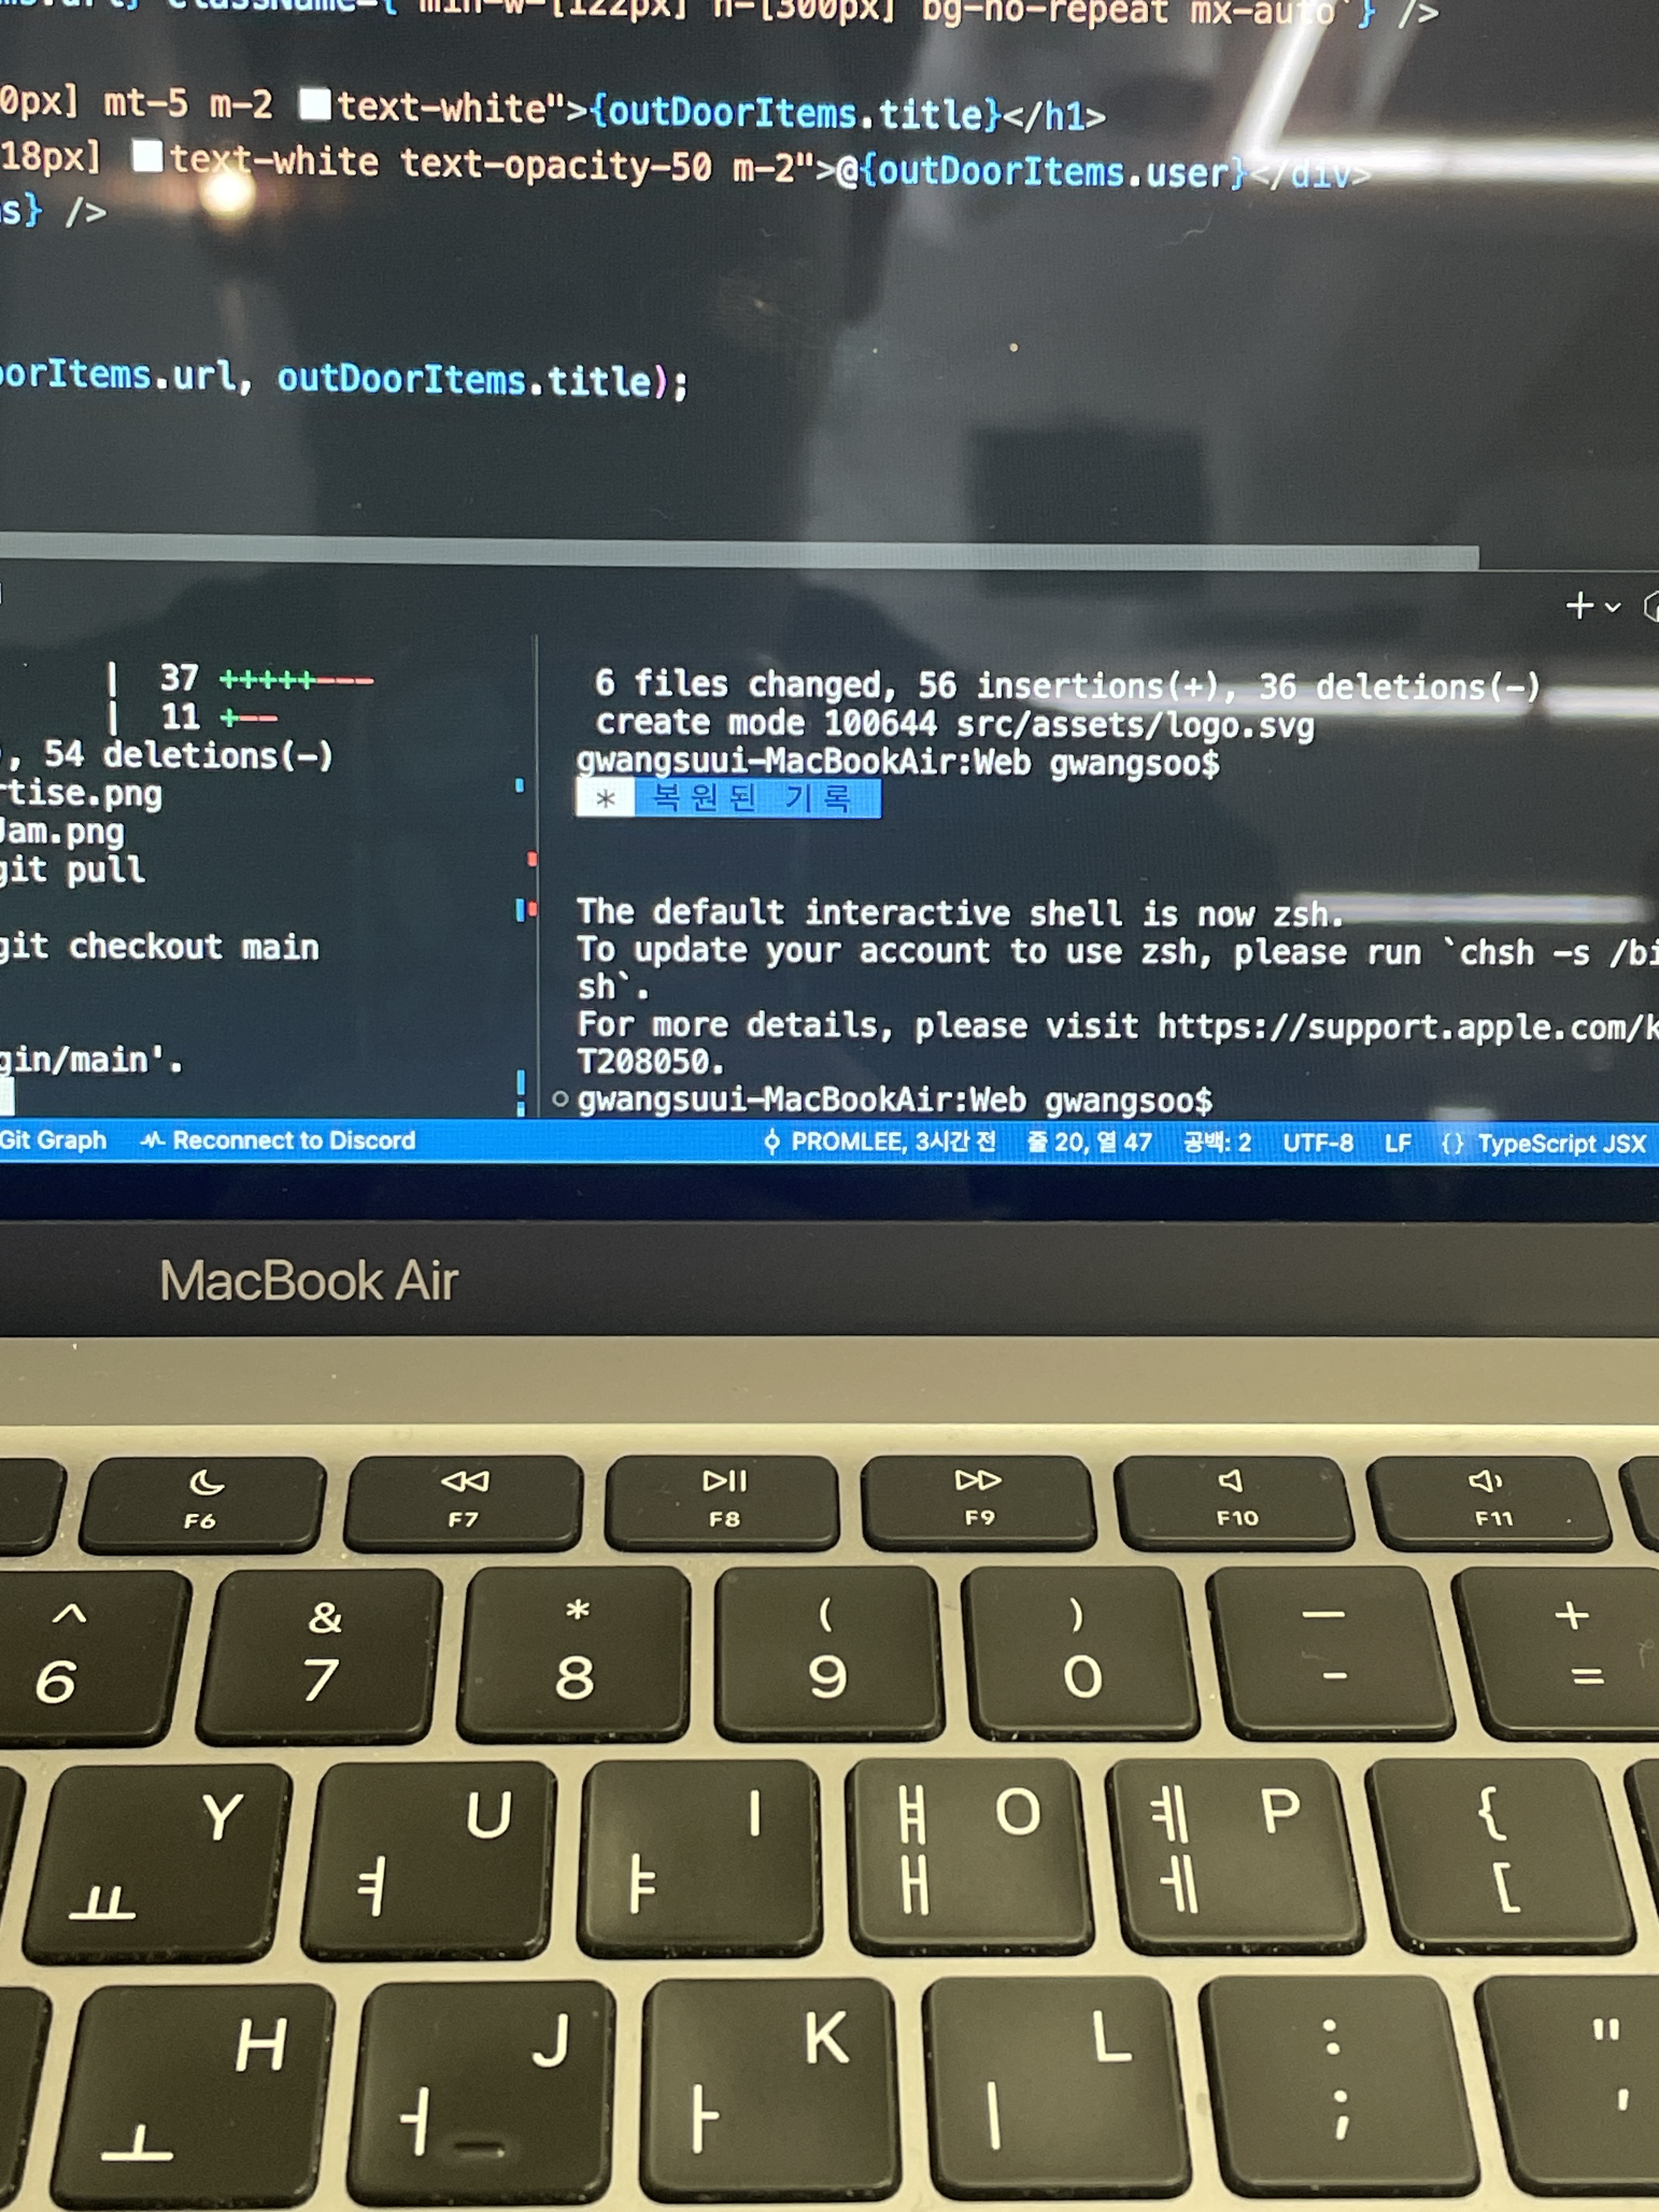 className={`min-w-[122px] h-[300px] bg-no-repeat mx-auto`} />
0px] mt-5 m-2 text-white">{outDoorItems.title}</h1>
18px] text-white text-opacity-50 m-2">@{outDoorItems.user}</div>
s} />
oorItems.url, outDoorItems.title);
| 37 +++++---
| 11 +--
, 54 deletions(-)
rtise.png
Jam.png
git pull
git checkout main
gin/main'.
6 files changed, 56 insertions(+), 36 deletions(-)
create mode 100644 src/assets/logo.svg
gwangsuui-MacBookAir:Web gwangsoo$
* 복원된 기록
The default interactive shell is now zsh.
To update your account to use zsh, please run `chsh -s /bi
sh`.
For more details, please visit https://support.apple.com/k
T208050.
gwangsuui-MacBookAir:Web gwangsoo$
Git Graph Reconnect to Discord PROMLEE, 3시간 전 줄 20, 열 47 공백: 2 UTF-8 LF {} TypeScript JSX
MacBook Air
F6 F7 F8 F9 F10 F11
^ & * ( ) — +
6 7 8 9 0 - =
Y U I ㅒ O ㅖ P {
ㅛ ㅕ ㅑ ㅐ ㅔ [
H J K L : "
ㅗ ㅓ ㅏ ㅣ ; '